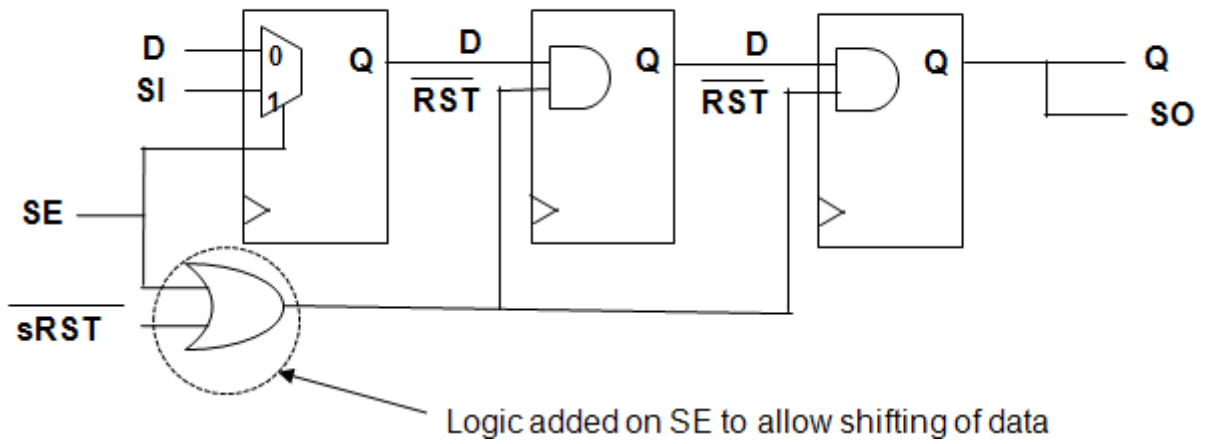 D
SI
0
1
Q
D
RST
Q
D
RST
Q
Q
SO
SE
sRST
Logic added on SE to allow shifting of data